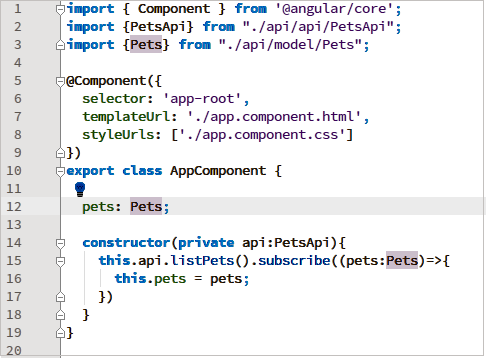 1 import { Component } from '@angular/core';
2 import {PetsApi} from "./api/api/PetsApi";
3 import {Pets} from "./api/model/Pets";
4
5 @Component({
6   selector: 'app-root',
7   templateUrl: './app.component.html',
8   styleUrls: ['./app.component.css']
9 })
10 export class AppComponent {
11
12   pets: Pets;
13
14   constructor(private api:PetsApi){
15     this.api.listPets().subscribe((pets:Pets)=>{
16       this.pets = pets;
17     })
18   }
19 }
20